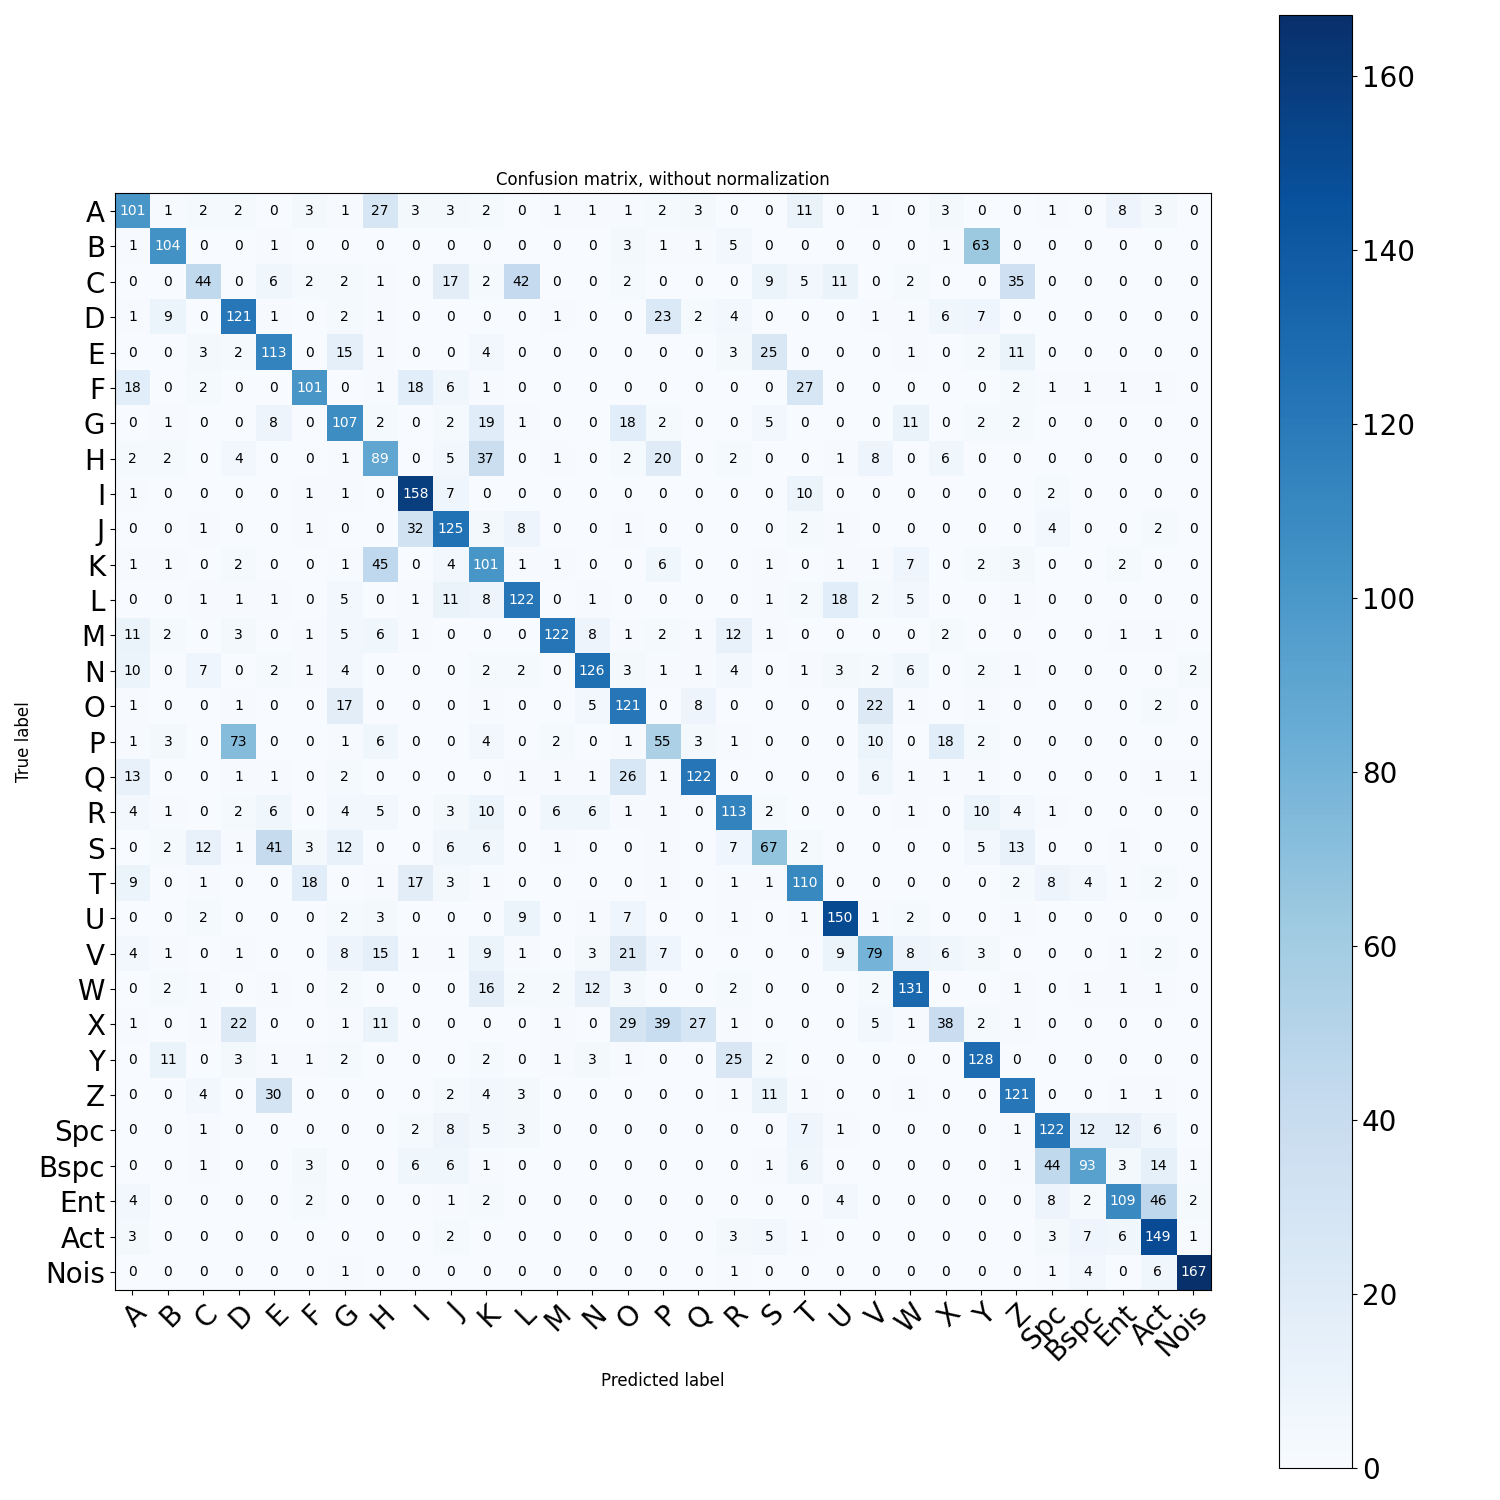 Confusion matrix, without normalization
A 101 1 2 2 0 3 1 27 3 3 2 0 1 1 1 2 3 0 0 11 0 1 0 3 0 0 1 0 8 3 0
B 1 104 0 0 1 0 0 0 0 0 0 0 0 0 3 1 1 5 0 0 0 0 0 1 63 0 0 0 0 0 0
C 0 0 44 0 6 2 2 1 0 17 2 42 0 0 2 0 0 0 9 5 11 0 2 0 0 35 0 0 0 0 0
D 1 9 0 121 1 0 2 1 0 0 0 0 1 0 0 23 2 4 0 0 0 1 1 6 7 0 0 0 0 0 0
E 0 0 3 2 113 0 15 1 0 0 4 0 0 0 0 0 0 3 25 0 0 0 1 0 2 11 0 0 0 0 0
F 18 0 2 0 0 101 0 1 18 6 1 0 0 0 0 0 0 0 0 27 0 0 0 0 0 2 1 1 1 1 0
G 0 1 0 0 8 0 107 2 0 2 19 1 0 0 18 2 0 0 5 0 0 0 11 0 2 2 0 0 0 0 0
H 2 2 0 4 0 0 1 89 0 5 37 0 1 0 2 20 0 2 0 0 1 8 0 6 0 0 0 0 0 0 0
I 1 0 0 0 0 1 1 0 158 7 0 0 0 0 0 0 0 0 0 10 0 0 0 0 0 0 2 0 0 0 0
J 0 0 1 0 0 1 0 0 32 125 3 8 0 0 1 0 0 0 0 2 1 0 0 0 0 0 4 0 0 2 0
K 1 1 0 2 0 0 1 45 0 4 101 1 1 0 0 6 0 0 1 0 1 1 7 0 2 3 0 0 2 0 0
L 0 0 1 1 1 0 5 0 1 11 8 122 0 1 0 0 0 0 1 2 18 2 5 0 0 1 0 0 0 0 0
M 11 2 0 3 0 1 5 6 1 0 0 0 122 8 1 2 1 12 1 0 0 0 0 2 0 0 0 0 1 1 0
N 10 0 7 0 2 1 4 0 0 0 2 2 0 126 3 1 1 4 0 1 3 2 6 0 2 1 0 0 0 0 2
O 1 0 0 1 0 0 17 0 0 0 1 0 0 5 121 0 8 0 0 0 0 22 1 0 1 0 0 0 0 2 0
P 1 3 0 73 0 0 1 6 0 0 4 0 2 0 1 55 3 1 0 0 0 10 0 18 2 0 0 0 0 0 0
Q 13 0 0 1 1 0 2 0 0 0 0 1 1 1 26 1 122 0 0 0 0 6 1 1 1 0 0 0 0 1 1
R 4 1 0 2 6 0 4 5 0 3 10 0 6 6 1 1 0 113 2 0 0 0 1 0 10 4 1 0 0 0 0
S 0 2 12 1 41 3 12 0 0 6 6 0 1 0 0 1 0 7 67 2 0 0 0 0 5 13 0 0 1 0 0
T 9 0 1 0 0 18 0 1 17 3 1 0 0 0 0 1 0 1 1 110 0 0 0 0 0 2 8 4 1 2 0
U 0 0 2 0 0 0 2 3 0 0 0 9 0 1 7 0 0 1 0 1 150 1 2 0 0 1 0 0 0 0 0
V 4 1 0 1 0 0 8 15 1 1 9 1 0 3 21 7 0 0 0 0 9 79 8 6 3 0 0 0 1 2 0
W 0 2 1 0 1 0 2 0 0 0 16 2 2 12 3 0 0 2 0 0 0 2 131 0 0 1 0 1 1 1 0
X 1 0 1 22 0 0 1 11 0 0 0 0 1 0 29 39 27 1 0 0 0 5 1 38 2 1 0 0 0 0 0
Y 0 11 0 3 1 1 2 0 0 0 2 0 1 3 1 0 0 25 2 0 0 0 0 0 128 0 0 0 0 0 0
Z 0 0 4 0 30 0 0 0 0 2 4 3 0 0 0 0 0 1 11 1 0 0 1 0 0 121 0 0 1 1 0
Spc 0 0 1 0 0 0 0 0 2 8 5 3 0 0 0 0 0 0 0 7 1 0 0 0 0 1 122 12 12 6 0
Bspc 0 0 1 0 0 3 0 0 6 6 1 0 0 0 0 0 0 0 1 6 0 0 0 0 0 1 44 93 3 14 1
Ent 4 0 0 0 0 2 0 0 0 1 2 0 0 0 0 0 0 0 0 0 4 0 0 0 0 0 8 2 109 46 2
Act 3 0 0 0 0 0 0 0 0 2 0 0 0 0 0 0 0 3 5 1 0 0 0 0 0 0 3 7 6 149 1
Nois 0 0 0 0 0 0 1 0 0 0 0 0 0 0 0 0 0 1 0 0 0 0 0 0 0 0 1 4 0 6 167
A B C D E F G H I J K L M N O P Q R S T U V W X Y Z Spc Bspc Ent Act Nois
Predicted label
True label
160
140
120
100
80
60
40
20
0